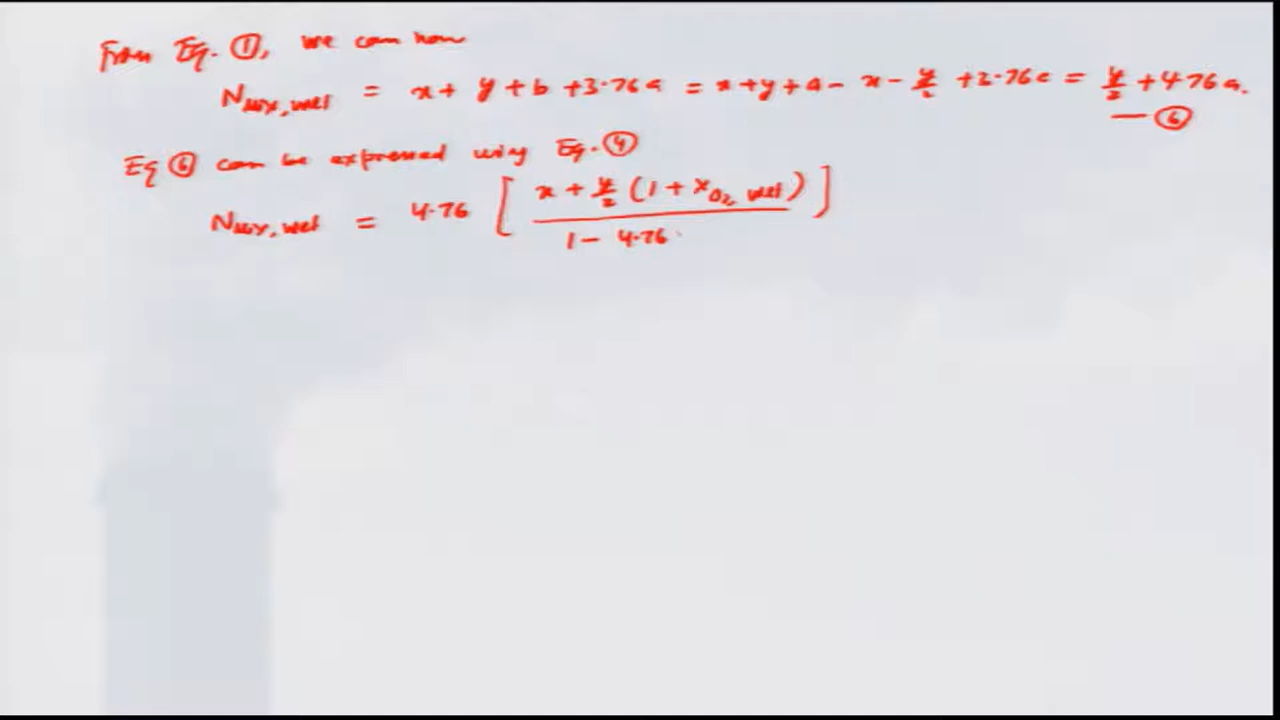 From Eq. ①, we can have
N_mix,wet = x + y + b + 3.76a = x + y + a - x - y/2 + 3.76a = y/2 + 4.76a. — ⑥
Eq ⑥ can be expressed using Eq. ④
N_mix,wet = 4.76 [ x + y/2 (1 + X_O2, wet) / 1 - 4.76 ]